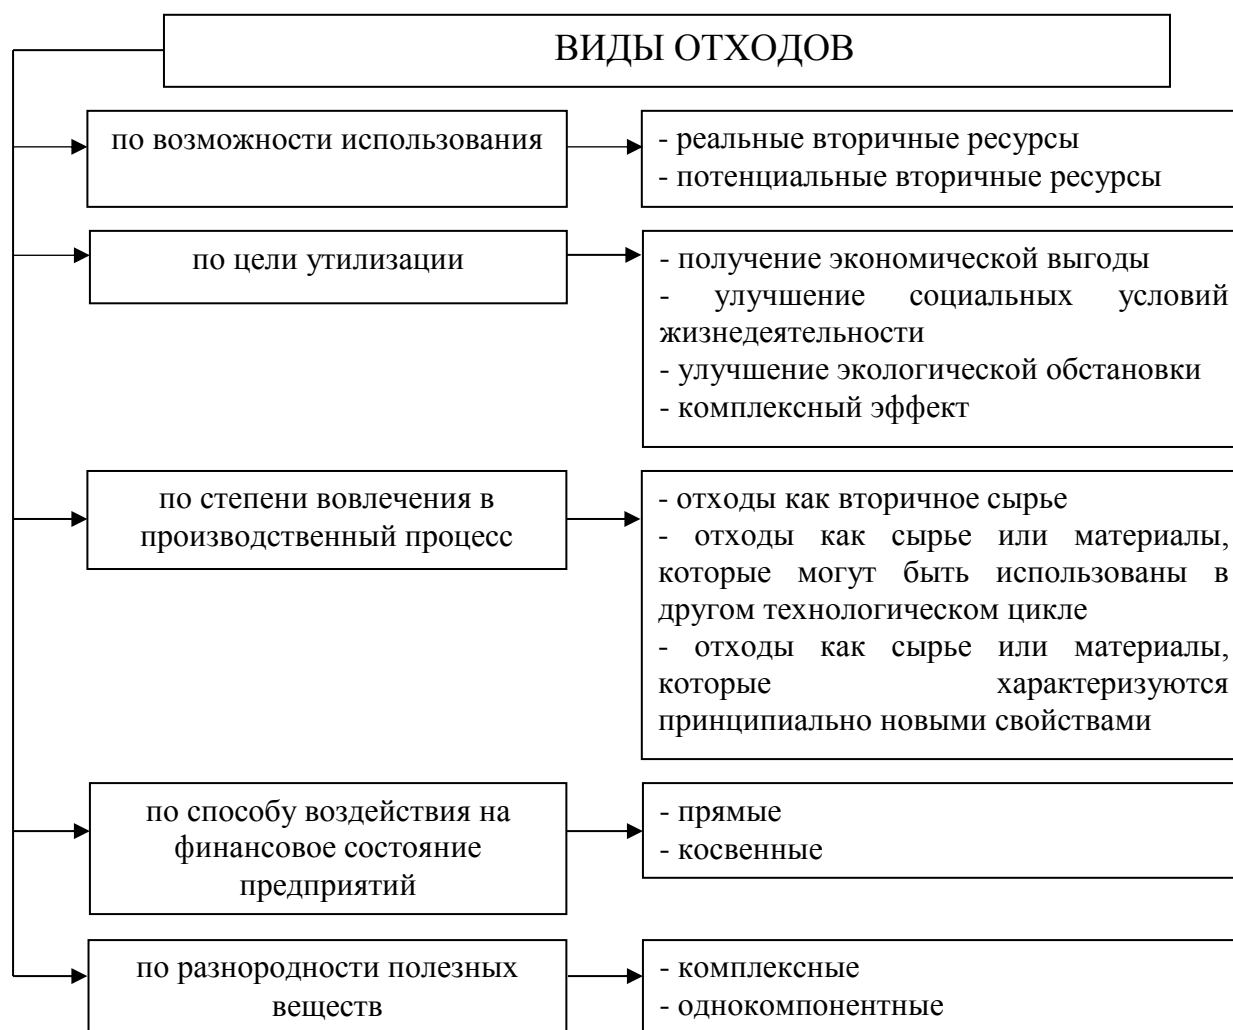 ВИДЫ ОТХОДОВ
по возможности использования
- реальные вторичные ресурсы
- потенциальные вторичные ресурсы
по цели утилизации
- получение экономической выгоды
- улучшение социальных условий
жизнедеятельности
- улучшение экологической обстановки
- комплексный эффект
по степени вовлечения в
производственный процесс
- отходы как вторичное сырье
- отходы как сырье или материалы,
которые могут быть использованы в
другом технологическом цикле
- отходы как сырье или материалы,
которые характеризуются
принципиально новыми свойствами
по способу воздействия на
финансовое состояние
предприятий
- прямые
- косвенные
по разнородности полезных
веществ
- комплексные
- однокомпонентные